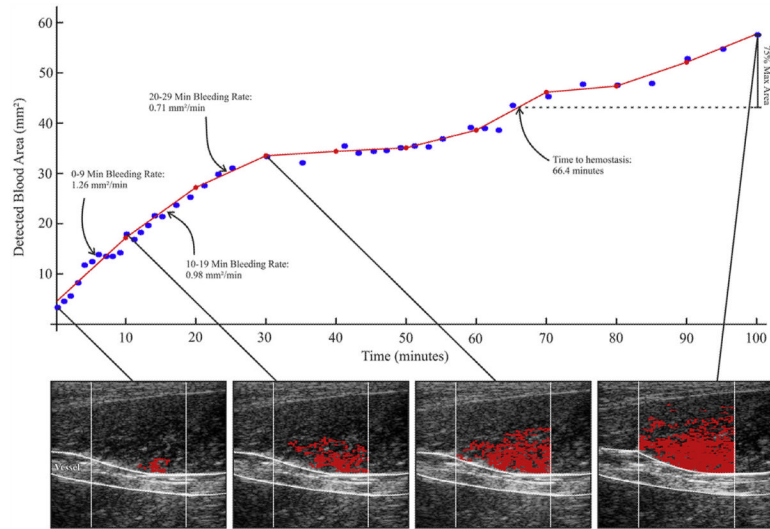 60
50
40
30
20
10
Detected Blood Area (mm²)
20-29 Min Bleeding Rate:
0.71 mm²/min
0-9 Min Bleeding Rate:
1.26 mm²/min
10-19 Min Bleeding Rate:
0.98 mm²/min
Time to hemostasis:
66.4 minutes
75% Max Area
10 20 30 40 50 60 70 80 90 100
Time (minutes)
Vessel